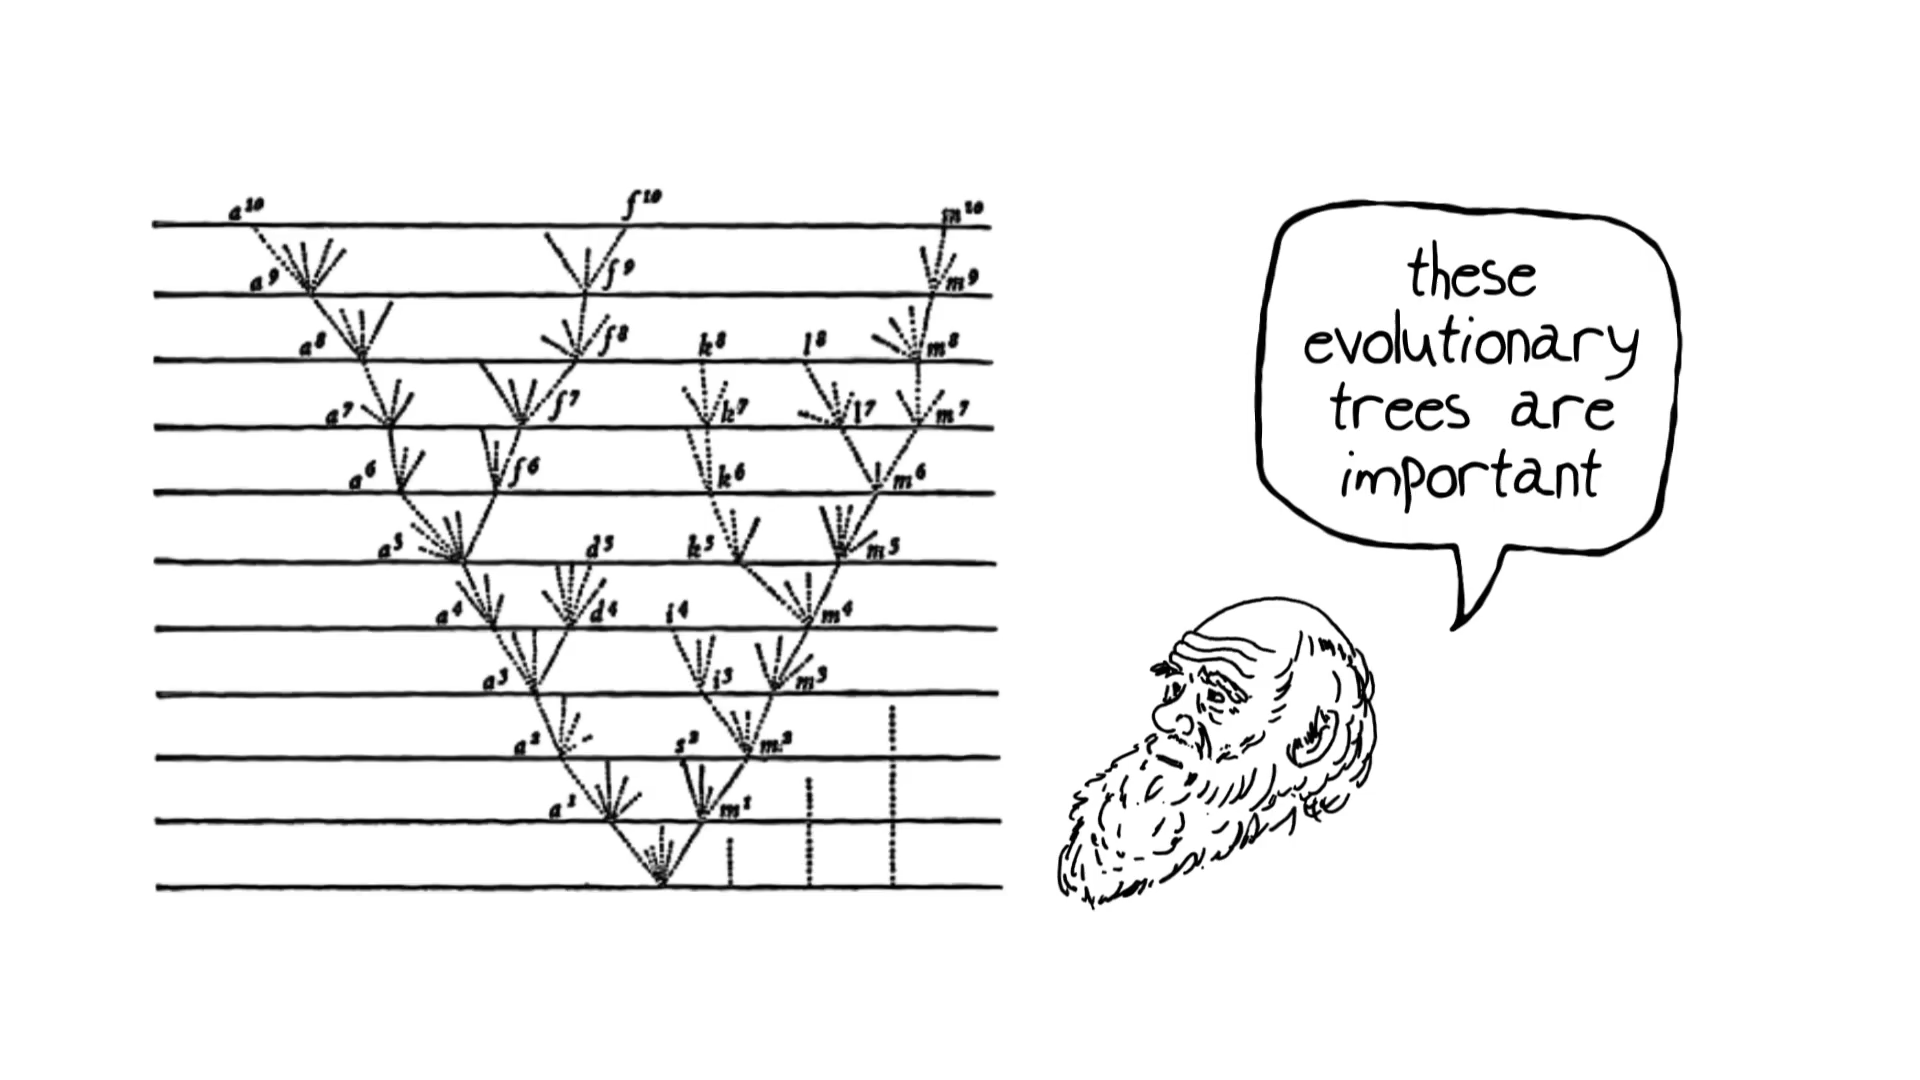 a¹⁰ f¹⁰ m¹⁰
a⁹ f⁹ m⁹
a⁸ f⁸ k⁸ l⁸ m⁸
a⁷ f⁷ k⁷ l⁷ m⁷
a⁶ f⁶ k⁶ m⁶
a⁵ d⁵ k⁵ m⁵
a⁴ d⁴ i⁴ m⁴
a³ i³ m³
a² s² m²
a¹ m¹
these
evolutionary
trees are
important